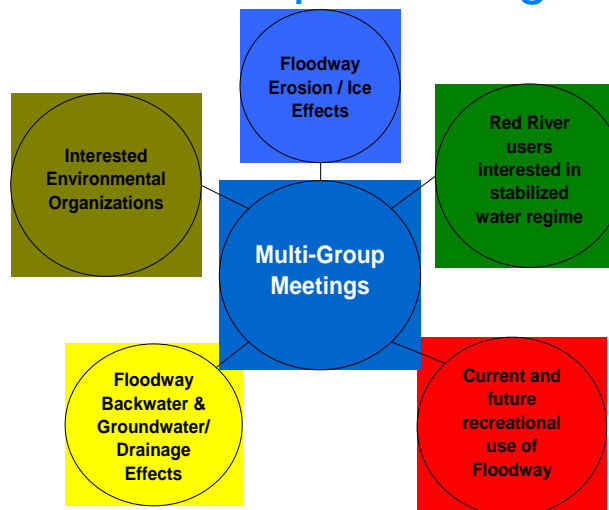 Floodway
Erosion / Ice
Effects
Interested
Environmental
Organizations
Red River
users
interested in
stabilized
water regime
Multi-Group
Meetings
Floodway
Backwater &
Groundwater/
Drainage
Effects
Current and
future
recreational
use of
Floodway